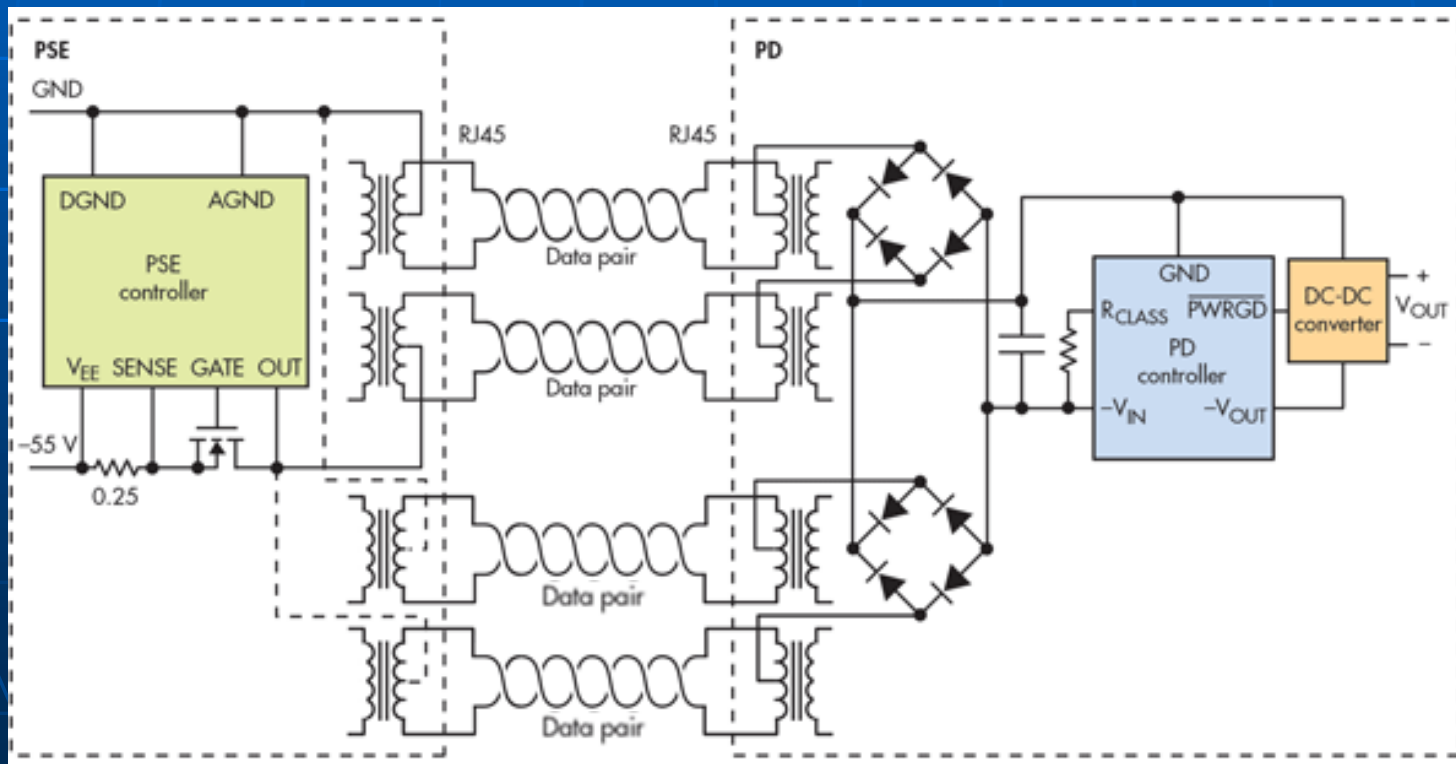 PSE
GND
DGND
AGND
PSE
controller
VEE SENSE GATE OUT
–55 V
0.25
RJ45
RJ45
Data pair
Data pair
Data pair
Data pair
PD
GND
RCLASS
PWRGD
PD
controller
–VIN
–VOUT
DC-DC
converter
+
VOUT
–